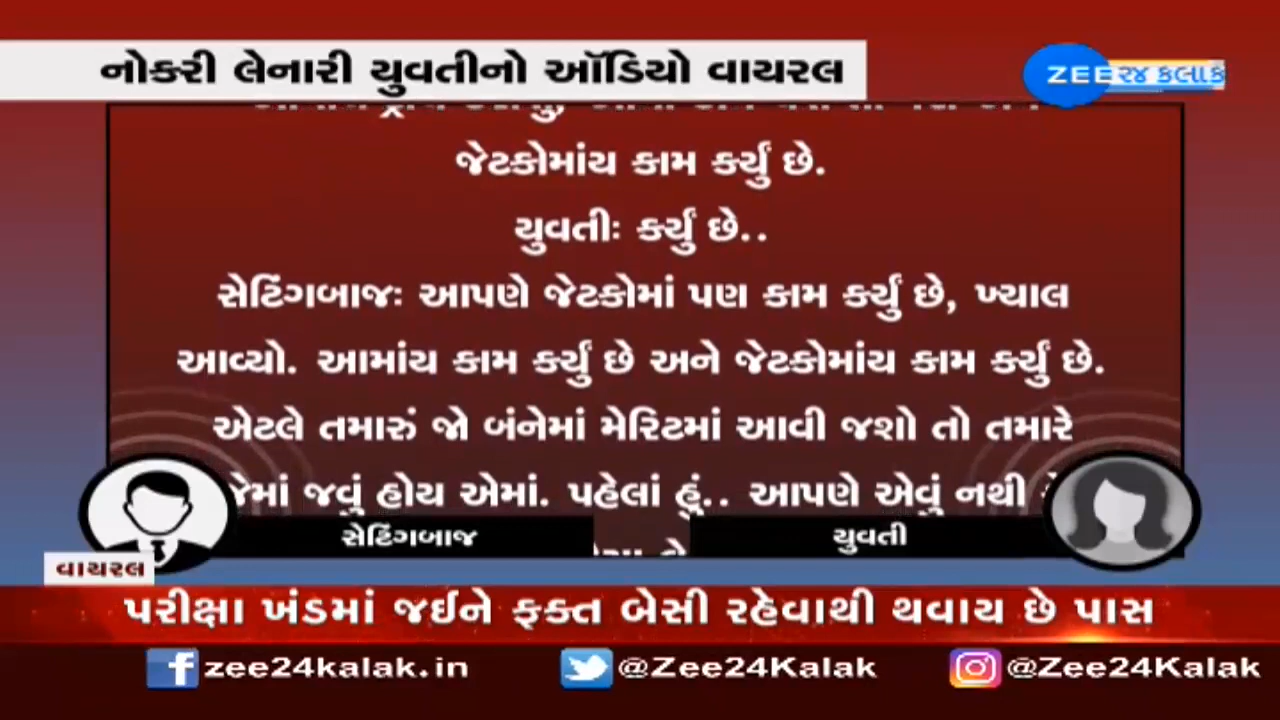 નોકરી લેનારી યુવતીનો ઑડિયો વાયરલ
ZEE ૨૪ કલાક
જેટકોમાંય કામ કર્યું છે.
યુવતીઃ કર્યું છે..
સેટિંગબાજઃ આપણે જેટકોમાં પણ કામ કર્યું છે, ખ્યાલ
આવ્યો. આમાંય કામ કર્યું છે અને જેટકોમાંય કામ કર્યું છે.
એટલે તમારું જો બંનેમાં મેરિટમાં આવી જશો તો તમારે
જેમાં જવું હોય એમાં. પહેલાં હું.. આપણે એવું નથી
સેટિંગબાજ
યુવતી
વાયરલ
પરીક્ષા ખંડમાં જઈને ફક્ત બેસી રહેવાથી થવાય છે પાસ
zee24kalak.in
@Zee24Kalak
@Zee24Kalak